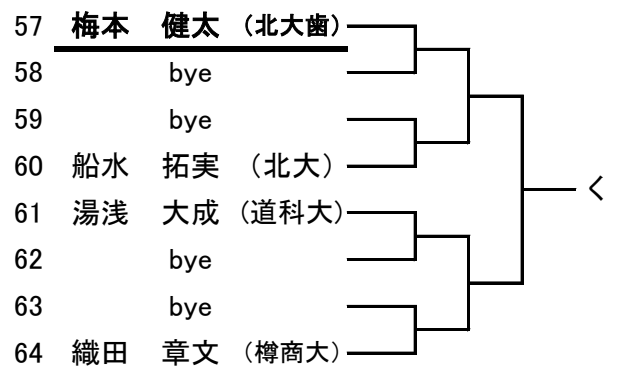 57 梅本 健太 (北大歯)
58 bye
59 bye
60 船水 拓実 (北大)
61 湯浅 大成 (道科大)
く
62 bye
63 bye
64 織田 章文 (樽商大)